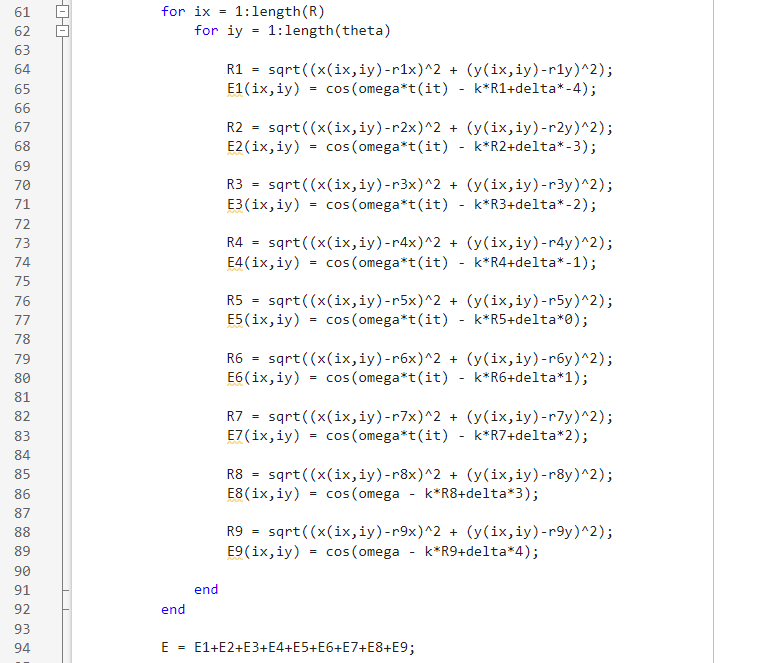 61 for ix = 1:length(R)
62 for iy = 1:length(theta)
63
64 R1 = sqrt((x(ix,iy)-r1x)^2 + (y(ix,iy)-r1y)^2);
65 E1(ix,iy) = cos(omega*t(it) - k*R1+delta*-4);
66
67 R2 = sqrt((x(ix,iy)-r2x)^2 + (y(ix,iy)-r2y)^2);
68 E2(ix,iy) = cos(omega*t(it) - k*R2+delta*-3);
69
70 R3 = sqrt((x(ix,iy)-r3x)^2 + (y(ix,iy)-r3y)^2);
71 E3(ix,iy) = cos(omega*t(it) - k*R3+delta*-2);
72
73 R4 = sqrt((x(ix,iy)-r4x)^2 + (y(ix,iy)-r4y)^2);
74 E4(ix,iy) = cos(omega*t(it) - k*R4+delta*-1);
75
76 R5 = sqrt((x(ix,iy)-r5x)^2 + (y(ix,iy)-r5y)^2);
77 E5(ix,iy) = cos(omega*t(it) - k*R5+delta*0);
78
79 R6 = sqrt((x(ix,iy)-r6x)^2 + (y(ix,iy)-r6y)^2);
80 E6(ix,iy) = cos(omega*t(it) - k*R6+delta*1);
81
82 R7 = sqrt((x(ix,iy)-r7x)^2 + (y(ix,iy)-r7y)^2);
83 E7(ix,iy) = cos(omega*t(it) - k*R7+delta*2);
84
85 R8 = sqrt((x(ix,iy)-r8x)^2 + (y(ix,iy)-r8y)^2);
86 E8(ix,iy) = cos(omega - k*R8+delta*3);
87
88 R9 = sqrt((x(ix,iy)-r9x)^2 + (y(ix,iy)-r9y)^2);
89 E9(ix,iy) = cos(omega - k*R9+delta*4);
90
91 end
92 end
93
94 E = E1+E2+E3+E4+E5+E6+E7+E8+E9;